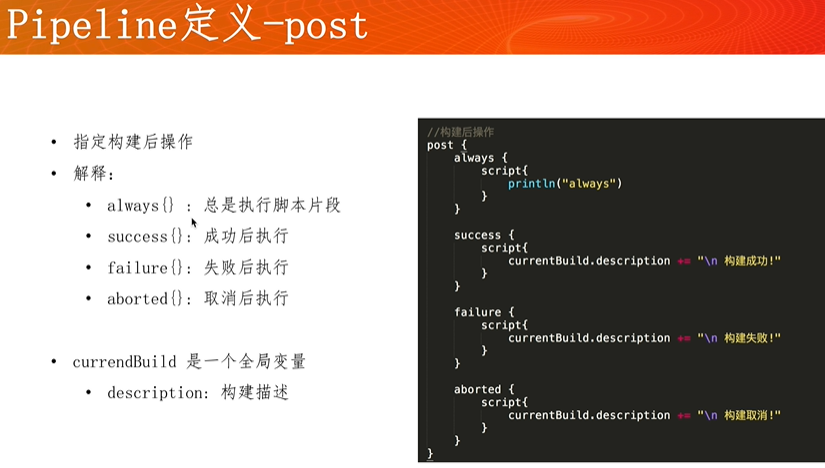 Pipeline定义-post
• 指定构建后操作
• 解释：
• always{} : 总是执行脚本片段
• success{}: 成功后执行
• failure{}: 失败后执行
• aborted{}: 取消后执行
• currendBuild 是一个全局变量
• description: 构建描述
//构建后操作
post {
    always {
        script{
            println("always")
        }
    }
    success {
        script{
            currentBuild.description += "\n 构建成功!"
        }
    }
    failure {
        script{
            currentBuild.description += "\n 构建失败!"
        }
    }
    aborted {
        script{
            currentBuild.description += "\n 构建取消!"
        }
    }
}